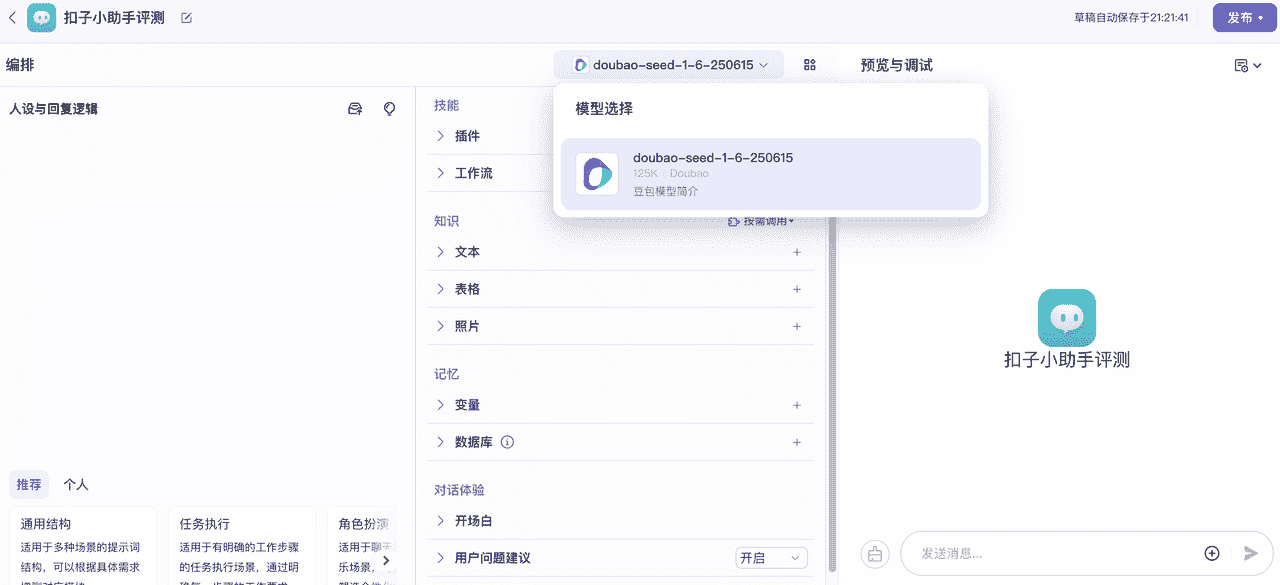 扣子小助手评测
草稿自动保存于21:21:41
发布
编排
doubao-seed-1-6-250615
预览与调试
人设与回复逻辑
技能
插件
工作流
模型选择
doubao-seed-1-6-250615
125K
Doubao
豆包模型简介
知识
按需调用
文本
表格
照片
记忆
变量
数据库
对话体验
开场白
用户问题建议
开启
推荐
个人
通用结构
适用于多种场景的提示词
结构，可以根据具体需求
任务执行
适用于有明确的工作步骤
的任务执行场景，通过明
角色扮演
适用于聊
乐场景，
扣子小助手评测
发送消息...